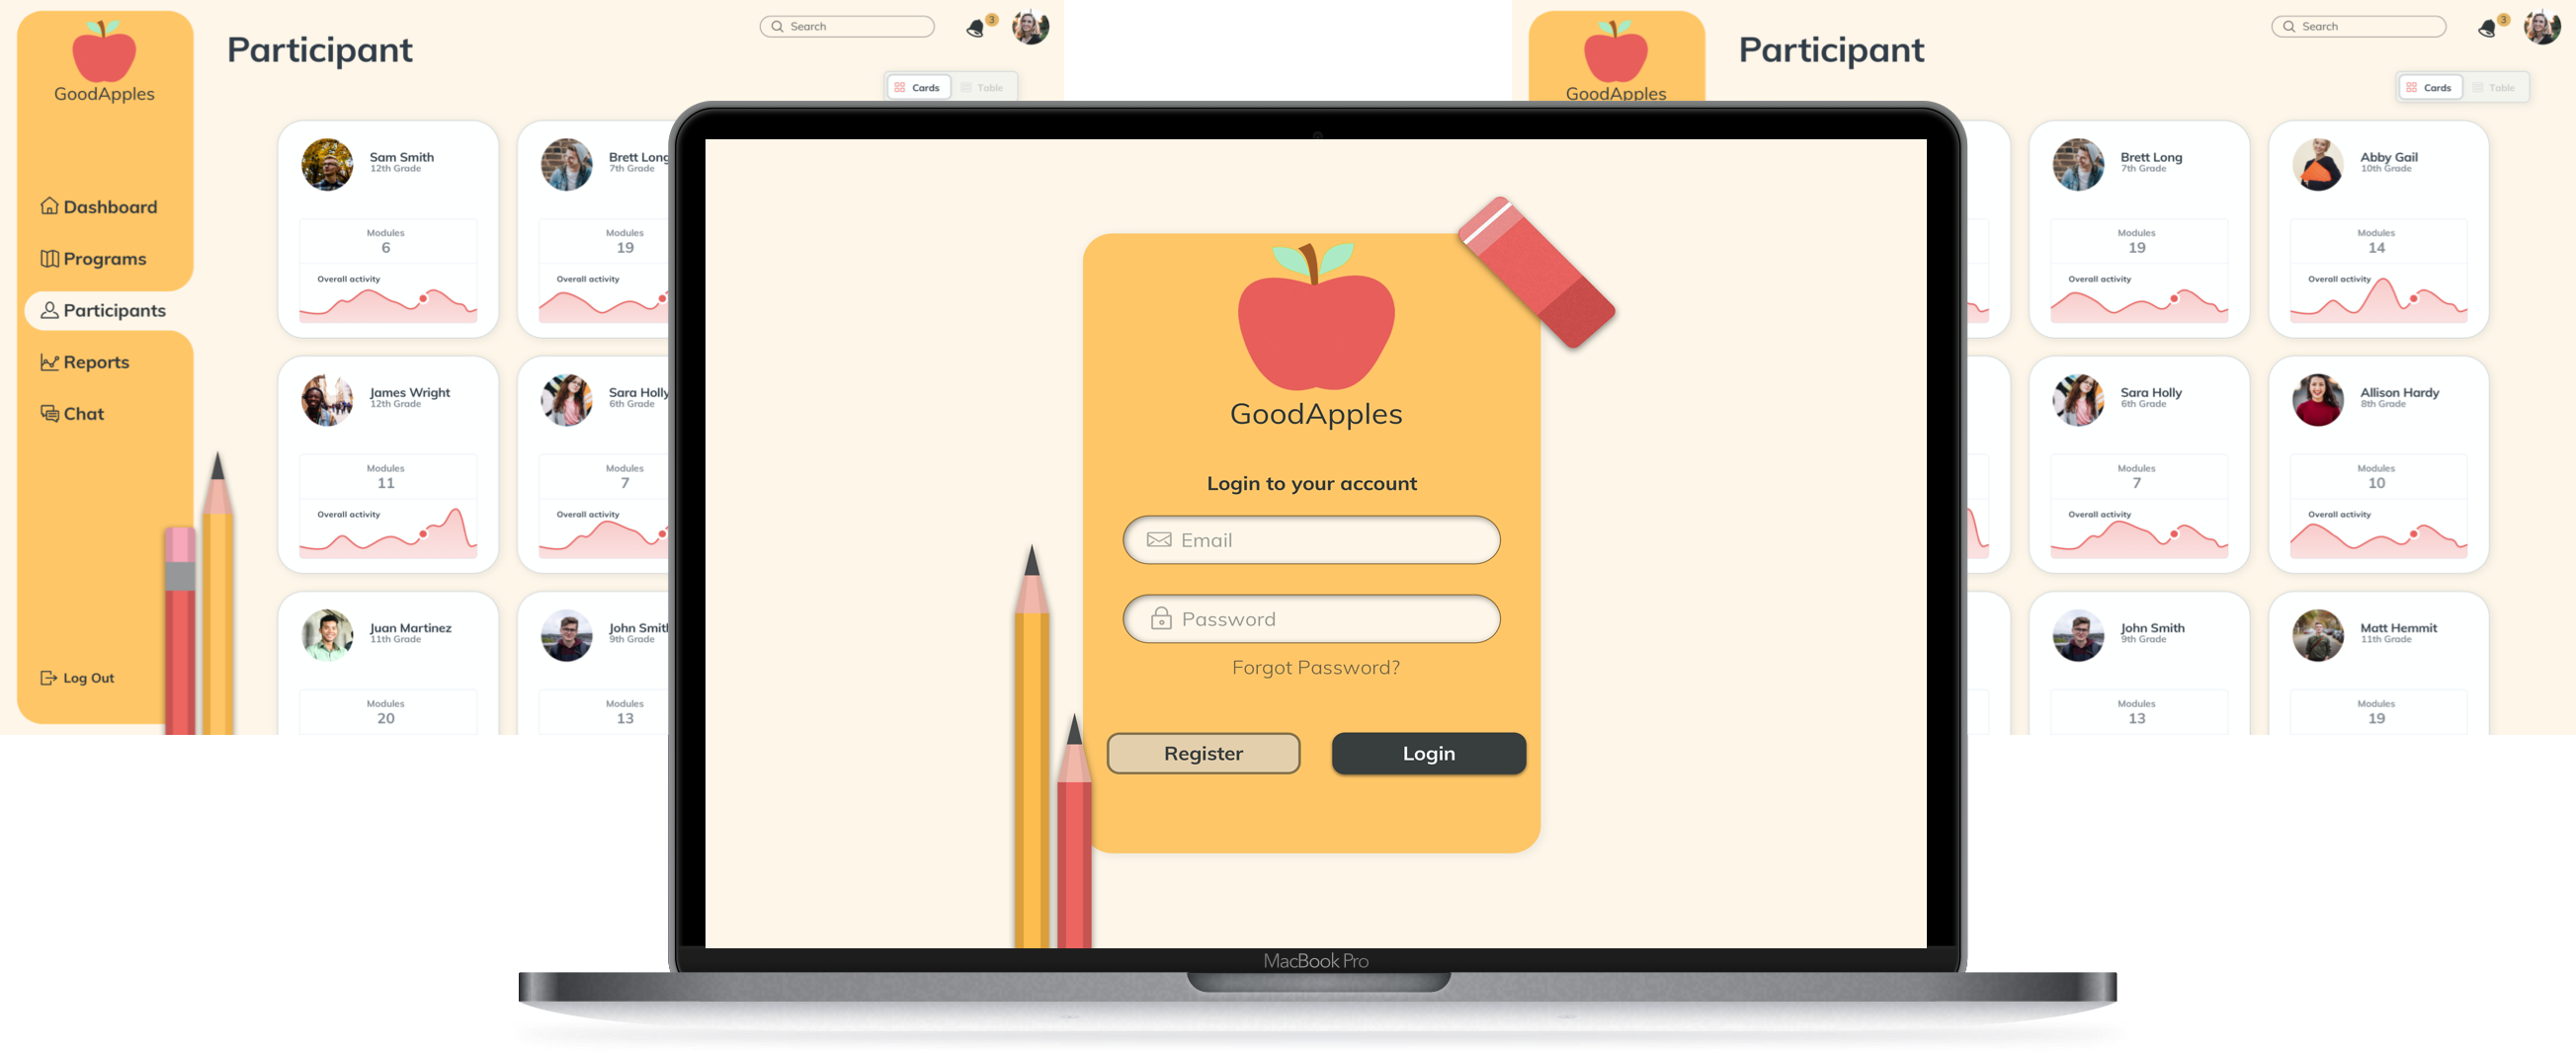 Participant
Search
3
Cards
Table
GoodApples
Dashboard
Programs
Participants
Reports
Chat
Log Out
Sam Smith
12th Grade
Modules
6
Overall activity
Brett Long
7th Grade
Modules
19
Overall activity
James Wright
12th Grade
Modules
11
Overall activity
Sara Holly
6th Grade
Modules
7
Overall activity
Juan Martinez
11th Grade
Modules
20
John Smith
9th Grade
Modules
13
GoodApples
Login to your account
Email
Password
Forgot Password?
Register
Login
MacBook Pro
Participant
Search
3
Cards
Table
GoodApples
Brett Long
7th Grade
Modules
19
Overall activity
Abby Gail
10th Grade
Modules
14
Overall activity
Sara Holly
6th Grade
Modules
7
Overall activity
Allison Hardy
8th Grade
Modules
10
Overall activity
John Smith
9th Grade
Modules
13
Matt Hemmit
11th Grade
Modules
19